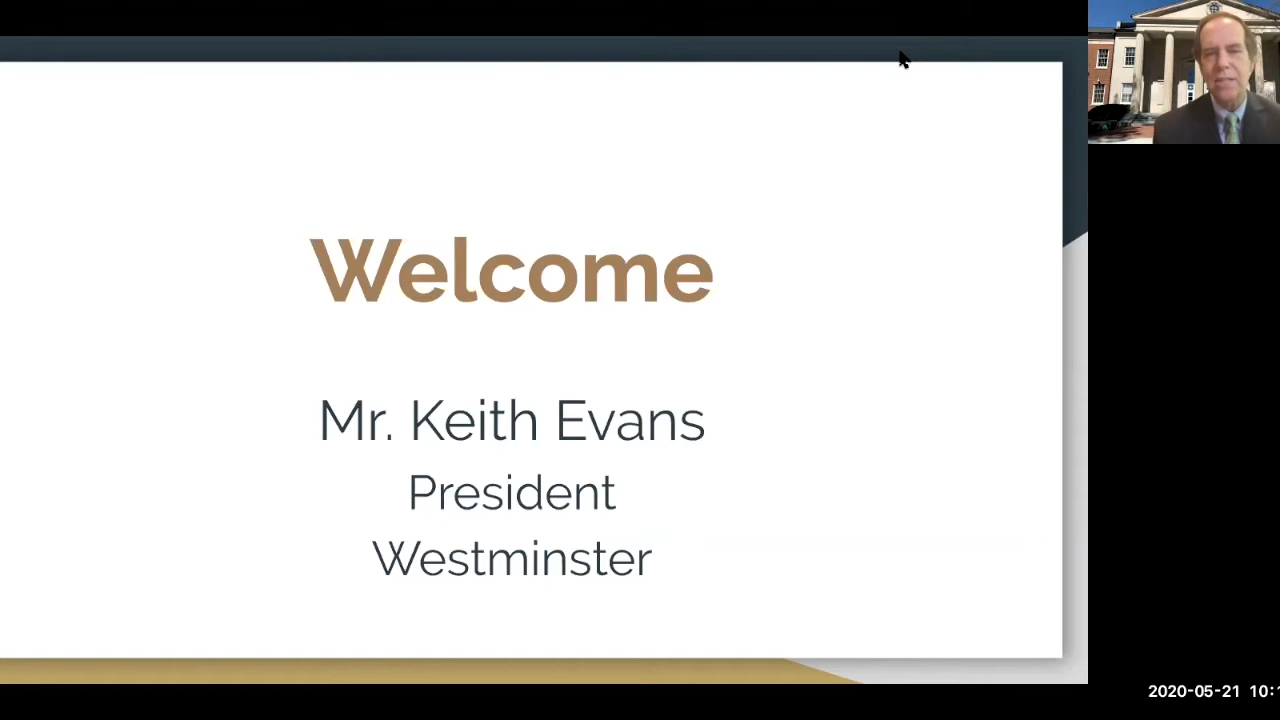 Welcome
Mr. Keith Evans
President
Westminster
2020-05-21 10: